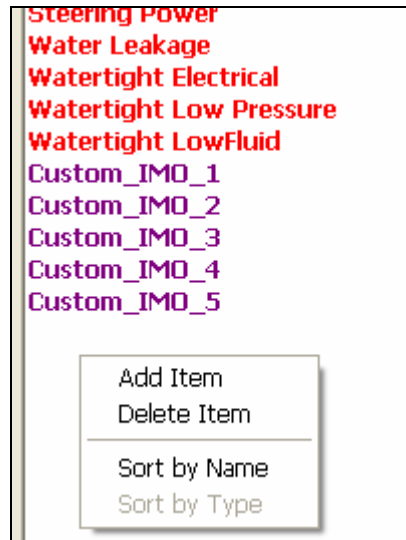 Steering Power
Water Leakage
Watertight Electrical
Watertight Low Pressure
Watertight LowFluid
Custom_IMO_1
Custom_IMO_2
Custom_IMO_3
Custom_IMO_4
Custom_IMO_5
Add Item
Delete Item
Sort by Name
Sort by Type